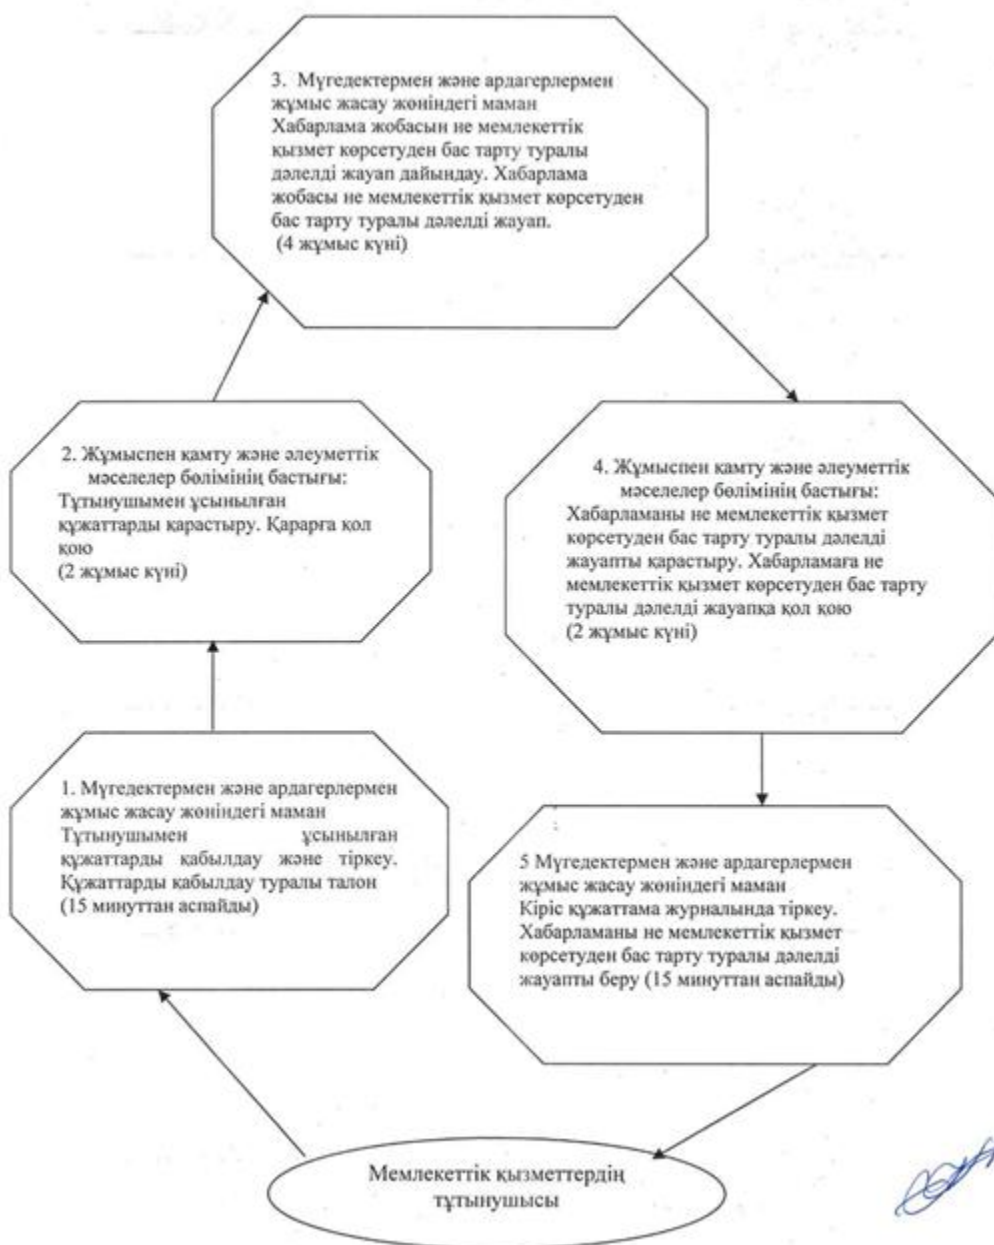 3. Мүгедектермен және ардагерлермен
жұмыс жасау жөніндегі маман
Хабарлама жобасын не мемлекеттік
қызмет көрсетуден бас тарту туралы
дәлелді жауап дайындау. Хабарлама
жобасы не мемлекеттік қызмет көрсетуден
бас тарту туралы дәлелді жауап.
(4 жұмыс күні)
2. Жұмыспен қамту және әлеуметтік
мәселелер бөлімінің бастығы:
Тұтынушымен ұсынылған
құжаттарды қарастыру. Қарарға қол
қою
(2 жұмыс күні)
4. Жұмыспен қамту және әлеуметтік
мәселелер бөлімінің бастығы:
Хабарламаны не мемлекеттік қызмет
көрсетуден бас тарту туралы дәлелді
жауапты қарастыру. Хабарламаға не
мемлекеттік қызмет көрсетуден бас тарту
туралы дәлелді жауапқа қол қою
(2 жұмыс күні)
1. Мүгедектермен және ардагерлермен
жұмыс жасау жөніндегі маман
Тұтынушымен ұсынылған
құжаттарды қабылдау және тіркеу.
Құжаттарды қабылдау туралы талон
(15 минуттан аспайды)
5 Мүгедектермен және ардагерлермен
жұмыс жасау жөніндегі маман
Кіріс құжаттама журналында тіркеу.
Хабарламаны не мемлекеттік қызмет
көрсетуден бас тарту туралы дәлелді
жауапты беру (15 минуттан аспайды)
Мемлекеттік қызметтердің
тұтынушысы